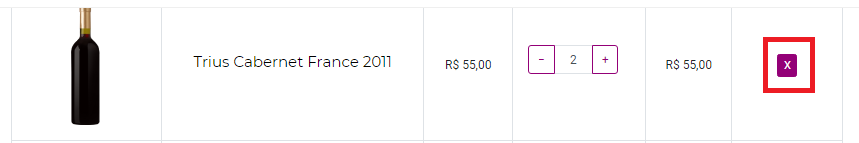 Trius Cabernet France 2011
R$ 55,00
- 2 +
R$ 55,00
X